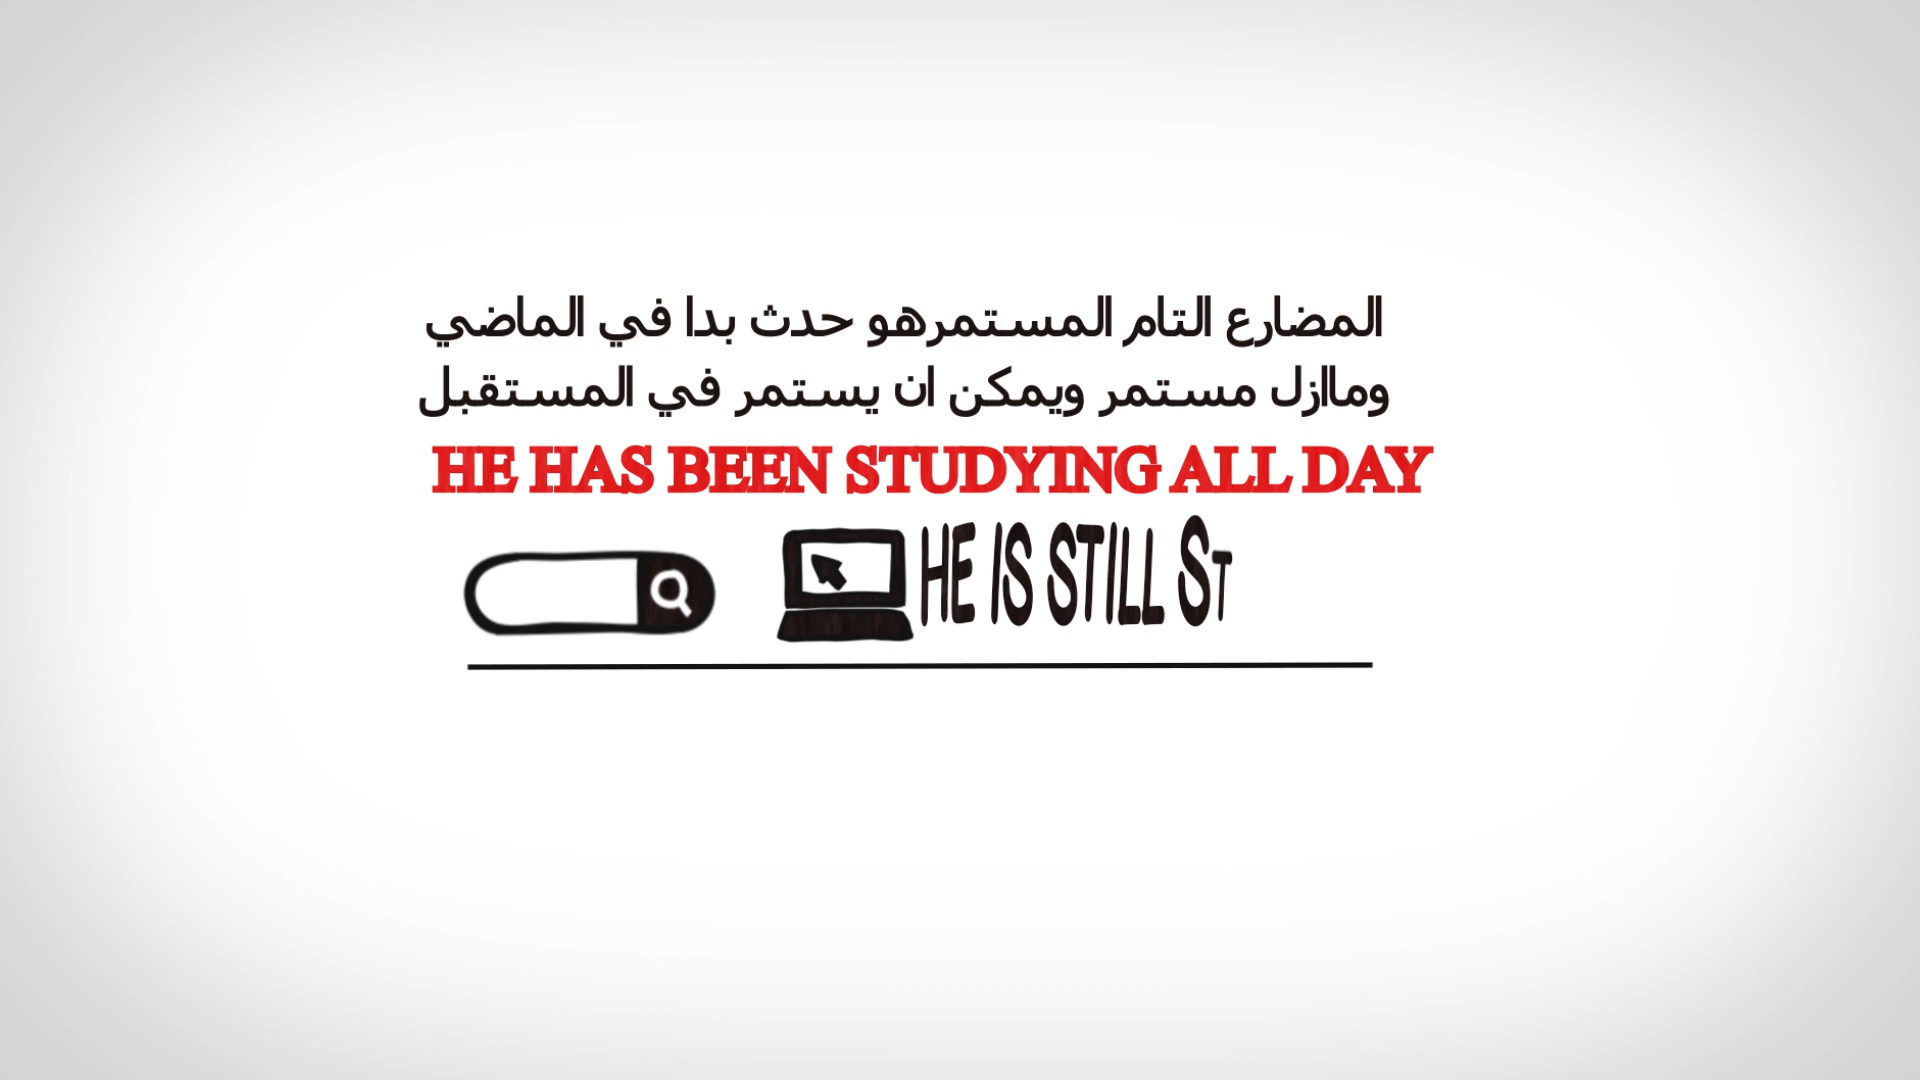 المضارع التام المستمرهو حدث بدا في الماضي
ومازال مستمر ويمكن ان يستمر في المستقبل
HE HAS BEEN STUDYING ALL DAY
HE IS STILL ST